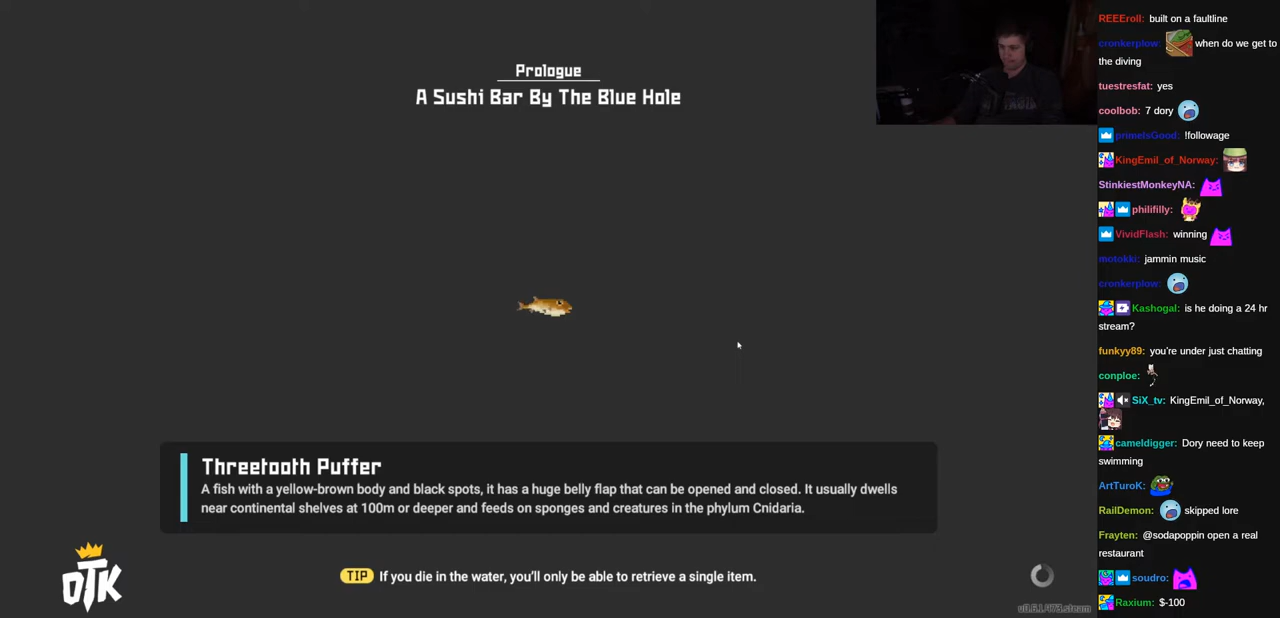 Prologue
A Sushi Bar By The Blue Hole
Threetooth Puffer
A fish with a yellow-brown body and black spots, it has a huge belly flap that can be opened and closed. It usually dwells
near continental shelves at 100m or deeper and feeds on sponges and creatures in the phylum Cnidaria.
TIP If you die in the water, you'll only be able to retrieve a single item.
OTK
REEEroll: built on a faultline
cronkerplow: when do we get to
the diving
tuestresfat: yes
coolbob: 7 dory
primeIsGood: !followage
KingEmil_of_Norway:
StinkiestMonkeyNA:
philifilly:
VividFlash: winning
motokki: jammin music
cronkerplow:
Kashogal: is he doing a 24 hr
stream?
funkyy89: you're under just chatting
conploe:
SiX_tv: KingEmil_of_Norway,
cameldigger: Dory need to keep
swimming
ArtTuroK:
RailDemon: skipped lore
Frayten: @sodapoppin open a real
restaurant
soudro:
Raxium: $-100